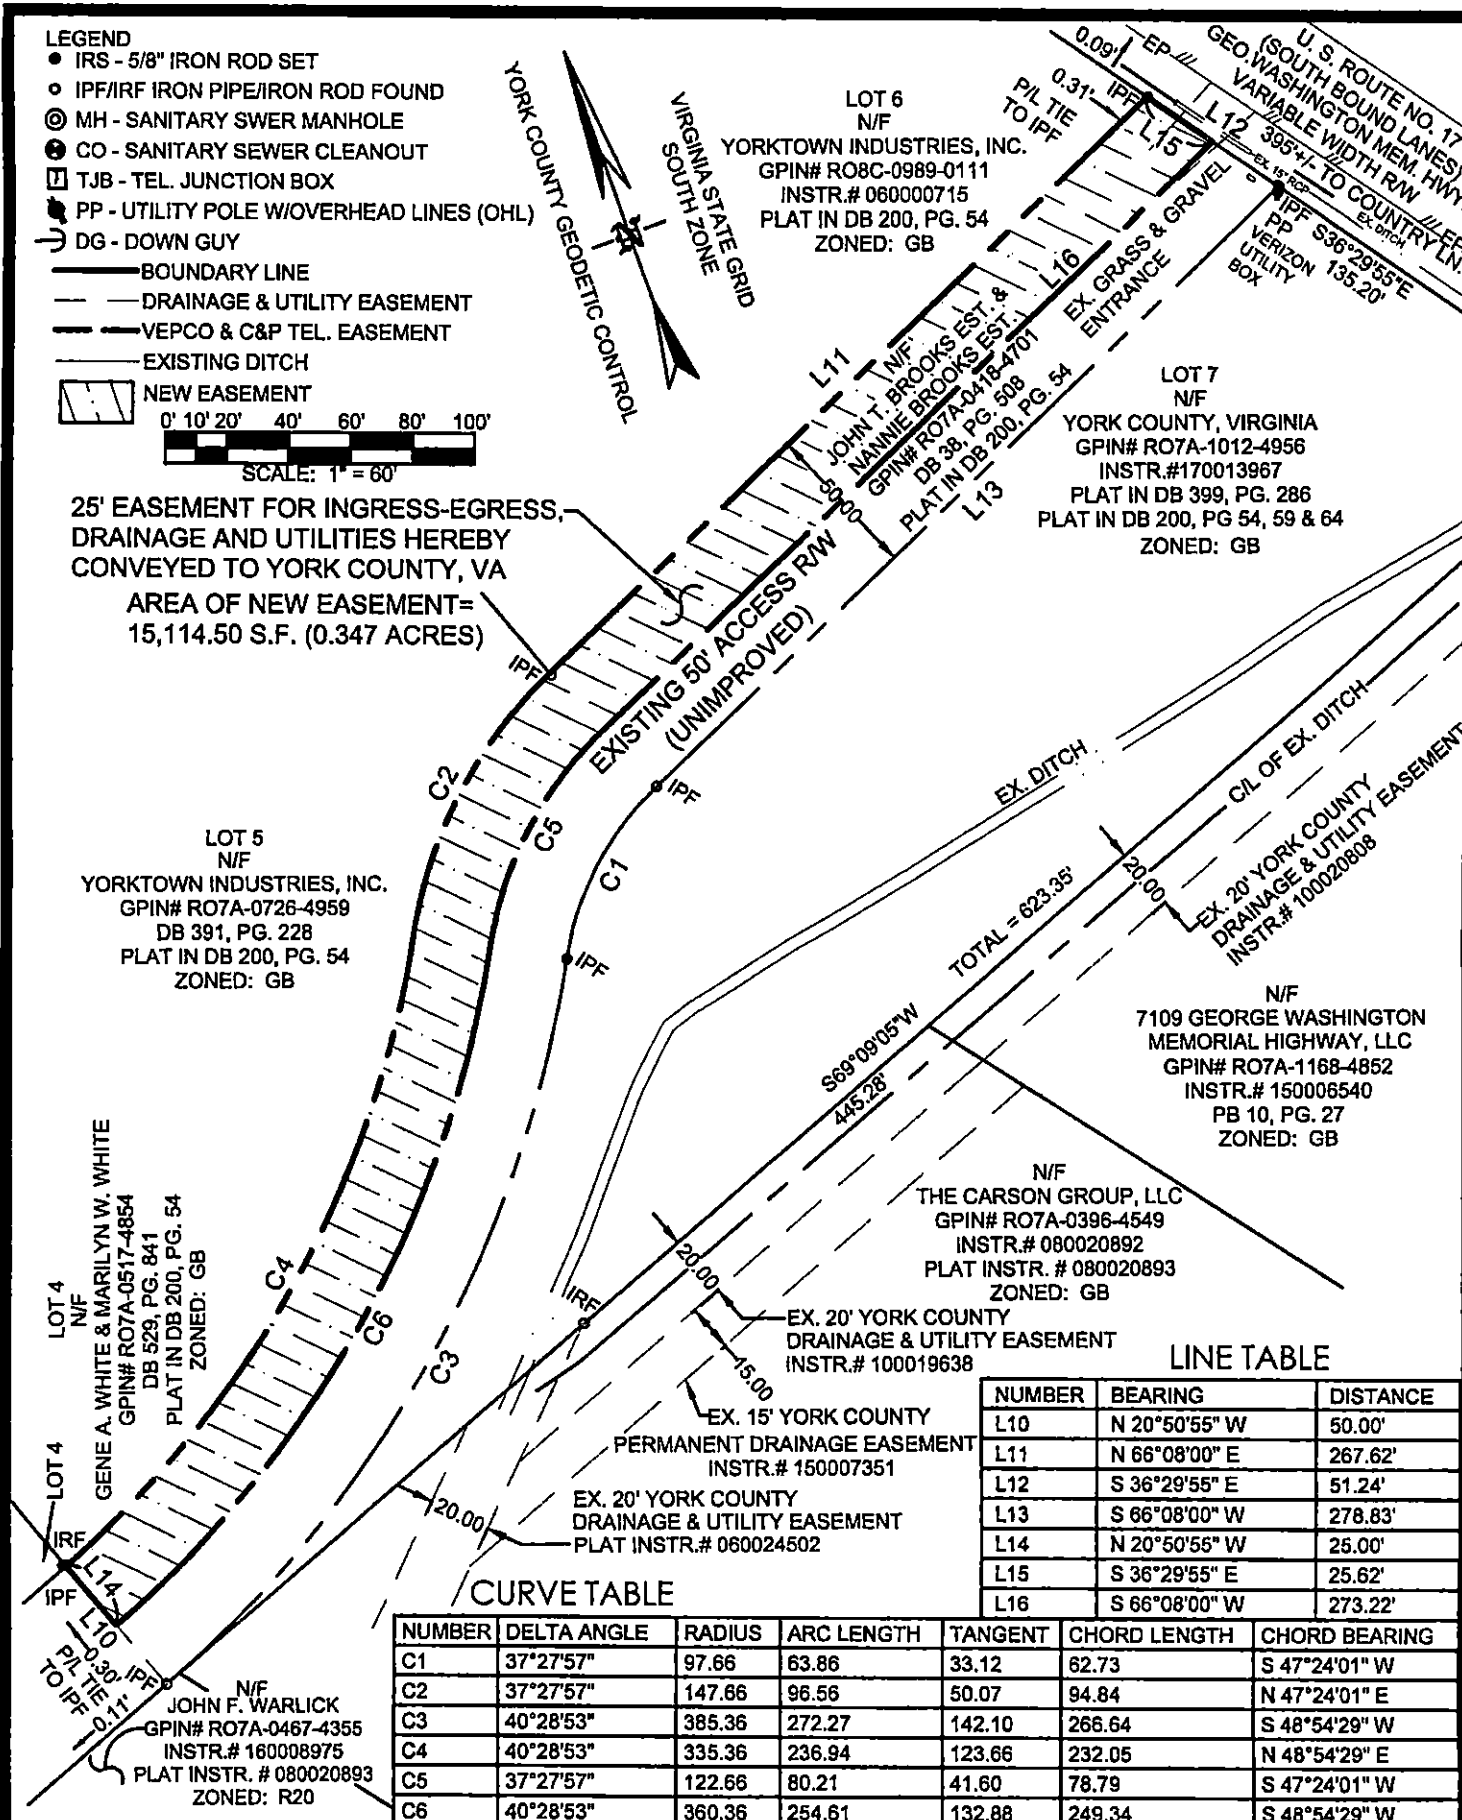 LEGEND
IRS - 5/8" IRON ROD SET
IPF/IRF IRON PIPE/IRON ROD FOUND
MH - SANITARY SWER MANHOLE
CO - SANITARY SEWER CLEANOUT
TJB - TEL. JUNCTION BOX
PP - UTILITY POLE W/OVERHEAD LINES (OHL)
DG - DOWN GUY
BOUNDARY LINE
DRAINAGE & UTILITY EASEMENT
VEPCO & C&P TEL. EASEMENT
EXISTING DITCH
NEW EASEMENT
0' 10' 20' 40' 60' 80' 100'
SCALE: 1" = 60'
YORK COUNTY GEODETIC CONTROL
VIRGINIA STATE GRID
SOUTH ZONE
LOT 6
N/F
YORKTOWN INDUSTRIES, INC.
GPIN# RO8C-0989-0111
INSTR.# 060000715
PLAT IN DB 200, PG. 54
ZONED: GB
0.09'
0.31'
P/L TIE
TO IPF
IPF
EP
U. S. ROUTE NO. 17
(SOUTH BOUND LANES)
GEO.WASHINGTON MEM. HWY.
VARIABLE WIDTH R/W
L12
395'+/- TO COUNTRY LN.
EP
EX. 15" RCP
EX. DITCH
L15
IPF
PP
VERIZON
UTILITY
BOX
S36°29'55"E
135.20'
L16
EX. GRASS & GRAVEL
ENTRANCE
L11
N/F
JOHN T. BROOKS EST. &
NANNIE BROOKS EST.
GPIN# RO7A-0418-4701
DB 38, PG. 508
PLAT IN DB 200, PG. 54
L13
50.00
LOT 7
N/F
YORK COUNTY, VIRGINIA
GPIN# RO7A-1012-4956
INSTR.#170013967
PLAT IN DB 399, PG. 286
PLAT IN DB 200, PG 54, 59 & 64
ZONED: GB
25' EASEMENT FOR INGRESS-EGRESS,
DRAINAGE AND UTILITIES HEREBY
CONVEYED TO YORK COUNTY, VA
AREA OF NEW EASEMENT=
15,114.50 S.F. (0.347 ACRES)
IPF
EXISTING 50' ACCESS R/W
(UNIMPROVED)
IPF
C2
C5
C1
IPF
LOT 5
N/F
YORKTOWN INDUSTRIES, INC.
GPIN# RO7A-0726-4959
DB 391, PG. 228
PLAT IN DB 200, PG. 54
ZONED: GB
EX. DITCH
C/L OF EX. DITCH
20.00
EX. 20' YORK COUNTY
DRAINAGE & UTILITY EASEMENT
INSTR.# 100020808
TOTAL = 623.35'
S69°09'05"W
445.28'
N/F
7109 GEORGE WASHINGTON
MEMORIAL HIGHWAY, LLC
GPIN# RO7A-1168-4852
INSTR.# 150006540
PB 10, PG. 27
ZONED: GB
N/F
THE CARSON GROUP, LLC
GPIN# RO7A-0396-4549
INSTR.# 080020892
PLAT INSTR. # 080020893
ZONED: GB
LOT 4
N/F
GENE A. WHITE & MARILYN W. WHITE
GPIN# RO7A-0517-4854
DB 529, PG. 841
PLAT IN DB 200, PG. 54
ZONED: GB
C4
C6
C3
IRF
20.00
EX. 20' YORK COUNTY
DRAINAGE & UTILITY EASEMENT
INSTR.# 100019638
15.00
EX. 15' YORK COUNTY
PERMANENT DRAINAGE EASEMENT
INSTR.# 150007351
20.00
EX. 20' YORK COUNTY
DRAINAGE & UTILITY EASEMENT
PLAT INSTR.# 060024502
LOT 4
IRF
IPF
L14
L10
0.30'
P/L TIE
TO IPF
0.11'
IPF
N/F
JOHN F. WARLICK
GPIN# RO7A-0467-4355
INSTR.# 160008975
PLAT INSTR. # 080020893
ZONED: R20
LINE TABLE
NUMBER BEARING DISTANCE
L10 N 20°50'55" W 50.00'
L11 N 66°08'00" E 267.62'
L12 S 36°29'55" E 51.24'
L13 S 66°08'00" W 278.83'
L14 N 20°50'55" W 25.00'
L15 S 36°29'55" E 25.62'
L16 S 66°08'00" W 273.22'
CURVE TABLE
NUMBER DELTA ANGLE RADIUS ARC LENGTH TANGENT CHORD LENGTH CHORD BEARING
C1 37°27'57" 97.66 63.86 33.12 62.73 S 47°24'01" W
C2 37°27'57" 147.66 96.56 50.07 94.84 N 47°24'01" E
C3 40°28'53" 385.36 272.27 142.10 266.64 S 48°54'29" W
C4 40°28'53" 335.36 236.94 123.66 232.05 N 48°54'29" E
C5 37°27'57" 122.66 80.21 41.60 78.79 S 47°24'01" W
C6 40°28'53" 360.36 254.61 132.88 249.34 S 48°54'29" W